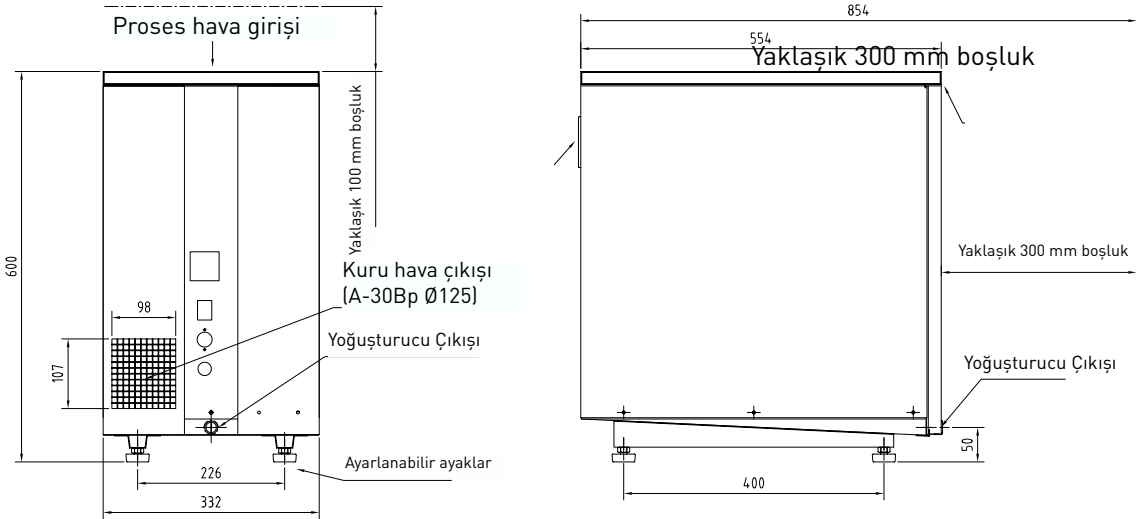 Proses hava girişi
Yaklaşık 100 mm boşluk
600
98
107
Kuru hava çıkışı
(A-30Bp Ø125)
Yoğuşturucu Çıkışı
Ayarlanabilir ayaklar
226
332
854
554
Yaklaşık 300 mm boşluk
Yaklaşık 300 mm boşluk
Yoğuşturucu Çıkışı
50
400